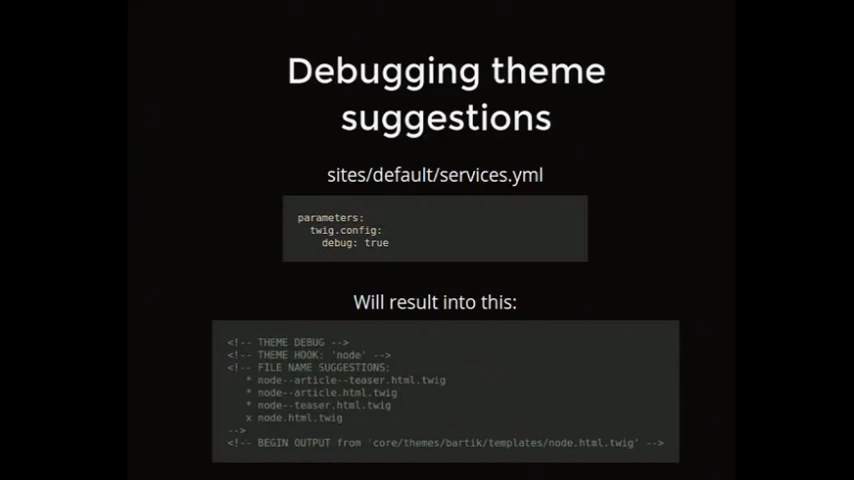 Debugging theme
suggestions
sites/default/services.yml
parameters:
twig.config:
debug: true
Will result into this:
<!-- THEME DEBUG -->
<!-- THEME HOOK: 'node' -->
<!-- FILE NAME SUGGESTIONS:
* node--article--teaser.html.twig
* node--article.html.twig
* node--teaser.html.twig
x node.html.twig
-->
<!-- BEGIN OUTPUT from 'core/themes/bartik/templates/node.html.twig' -->